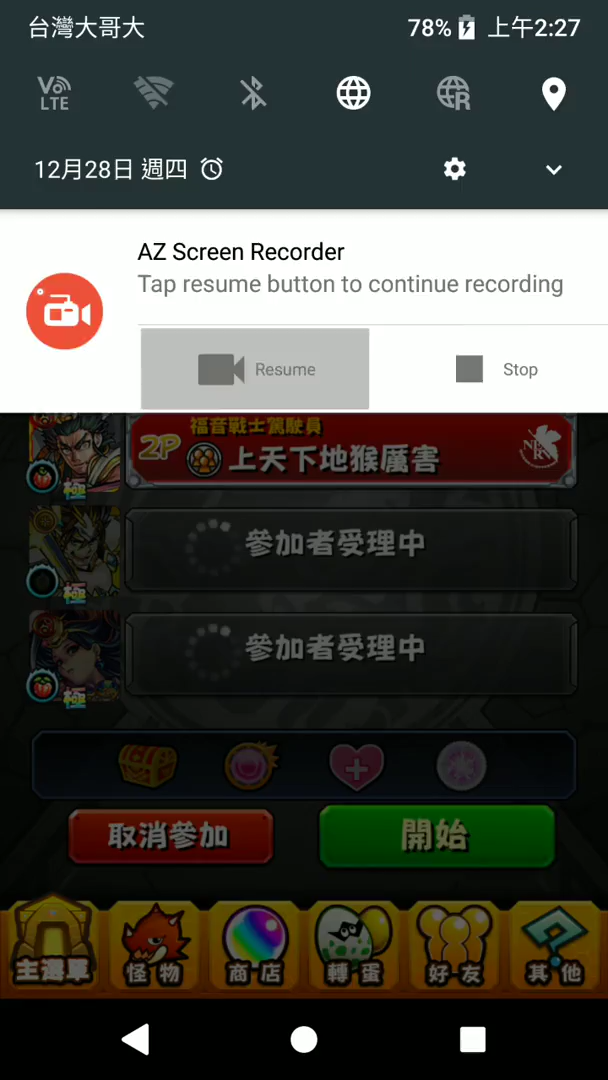 台灣大哥大
78% 上午2:27
Vo
LTE
R
12月28日 週四
AZ Screen Recorder
Tap resume button to continue recording
Resume
Stop
福音戰士駕駛員
2P 上天下地猴厲害
NERV
極
參加者受理中
極
參加者受理中
極
取消參加
開始
主選單
怪物
商店
轉蛋
好友
其他